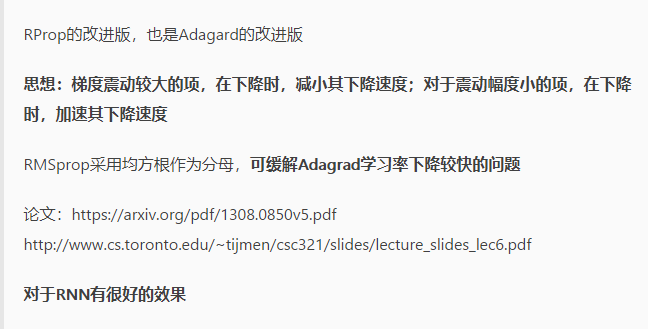 RProp的改进版，也是Adagard的改进版
思想：梯度震动较大的项，在下降时，减小其下降速度；对于震动幅度小的项，在下降
时，加速其下降速度
RMSprop采用均方根作为分母，可缓解Adagrad学习率下降较快的问题
论文：https://arxiv.org/pdf/1308.0850v5.pdf
http://www.cs.toronto.edu/~tijmen/csc321/slides/lecture_slides_lec6.pdf
对于RNN有很好的效果